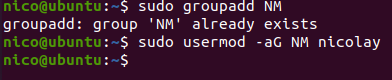 nico@ubuntu:~$ sudo groupadd NM
groupadd: group 'NM' already exists
nico@ubuntu:~$ sudo usermod -aG NM nicolay
nico@ubuntu:~$